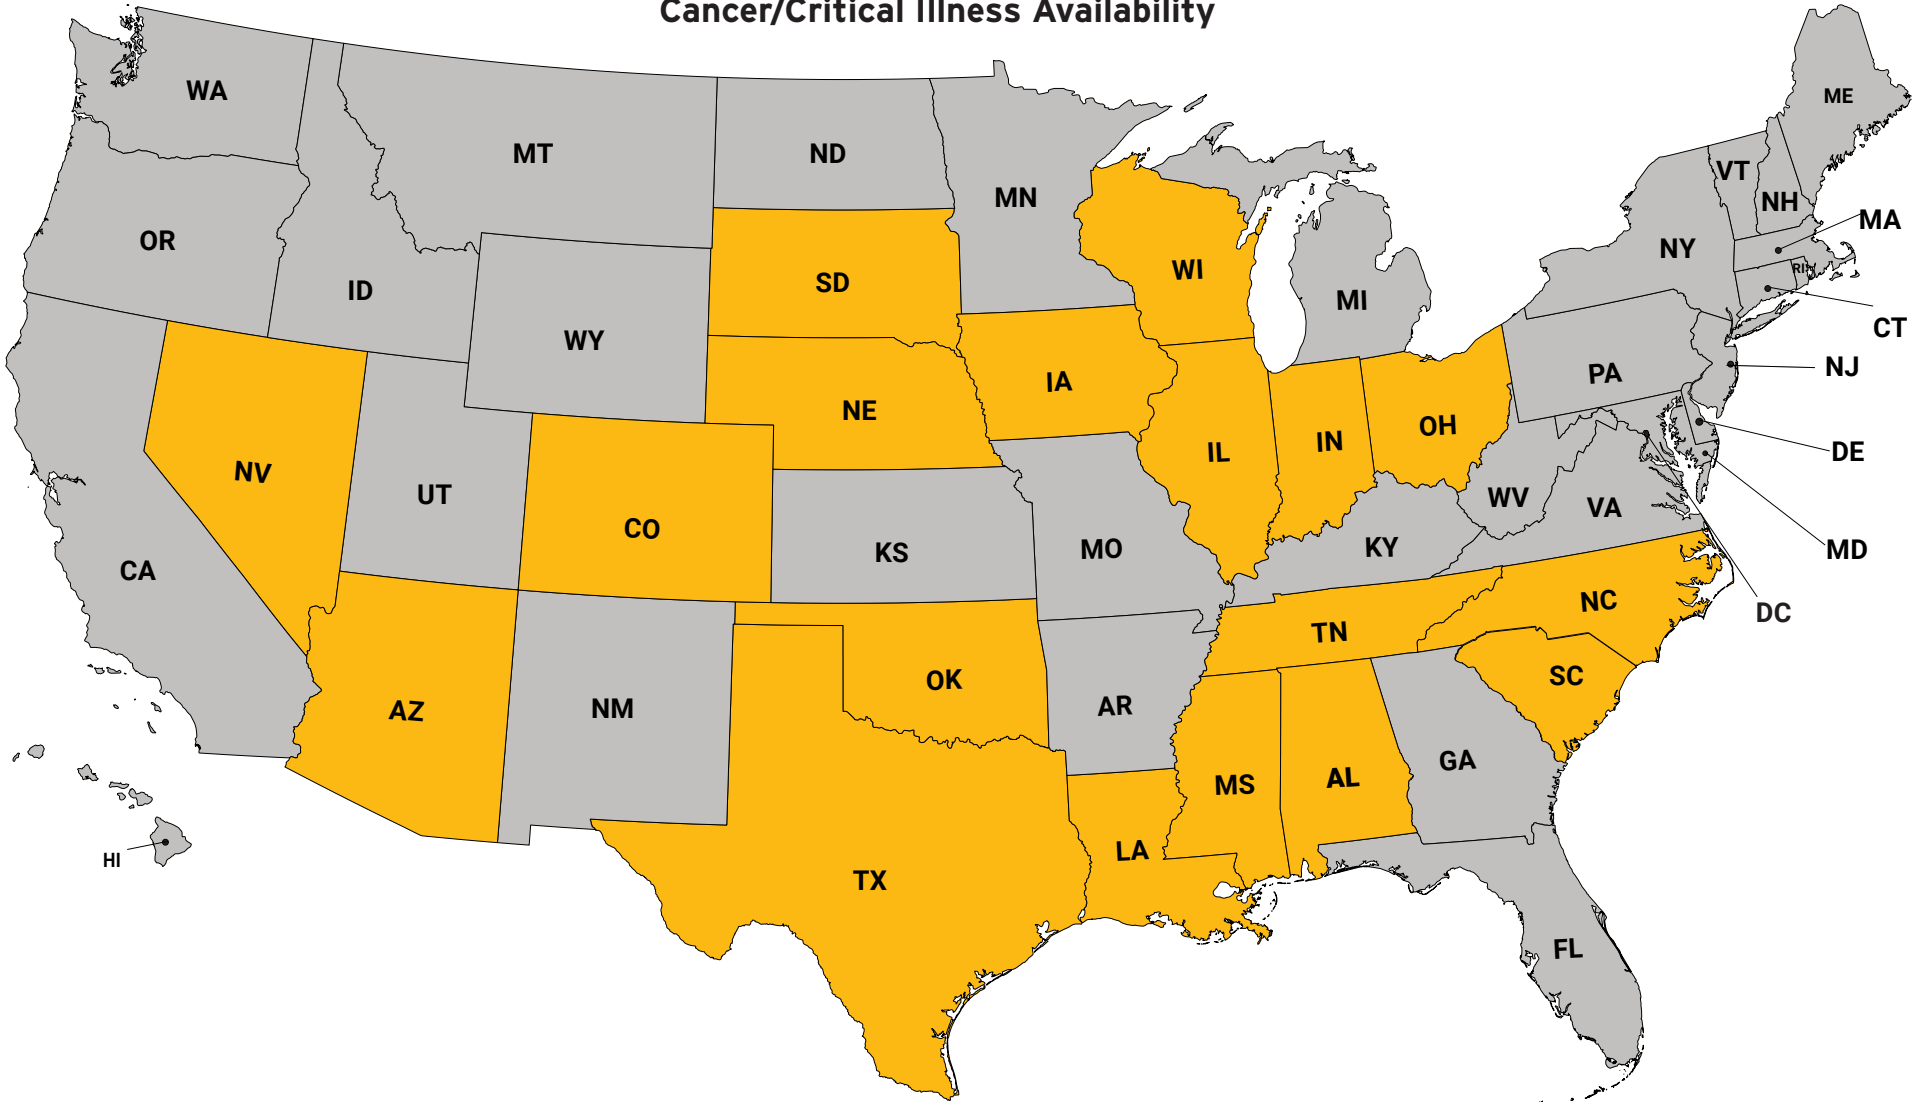 Cancer/Critical Illness Availability
WA
ME
MT
ND
VT
MN
NH
MA
OR
NY
WI
RI
SD
ID
MI
CT
WY
NJ
PA
IA
NE
OH
IN
DE
IL
NV
UT
WV
VA
CO
KY
MO
MD
KS
CA
NC
DC
TN
SC
OK
AR
NM
AZ
GA
AL
MS
LA
HI
TX
FL